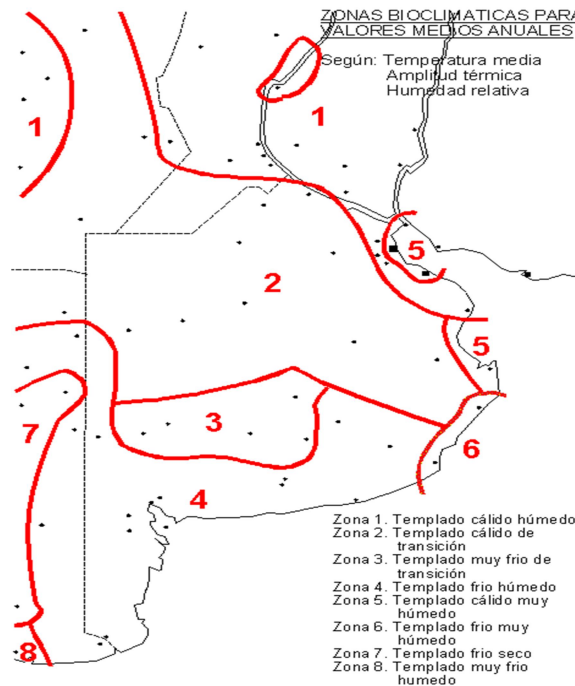 ZONAS BIOCLIMATICAS PARA
VALORES MEDIOS ANUALES
Según: Temperatura media
Amplitud térmica
Humedad relativa
1
1
5
2
5
3
7
6
4
8
Zona 1. Templado cálido húmedo
Zona 2. Templado cálido de
transición
Zona 3. Templado muy frio de
transición
Zona 4. Templado frio húmedo
Zona 5. Templado cálido muy
húmedo
Zona 6. Templado frio muy
húmedo
Zona 7. Templado frio seco
Zona 8. Templado muy frio
humedo